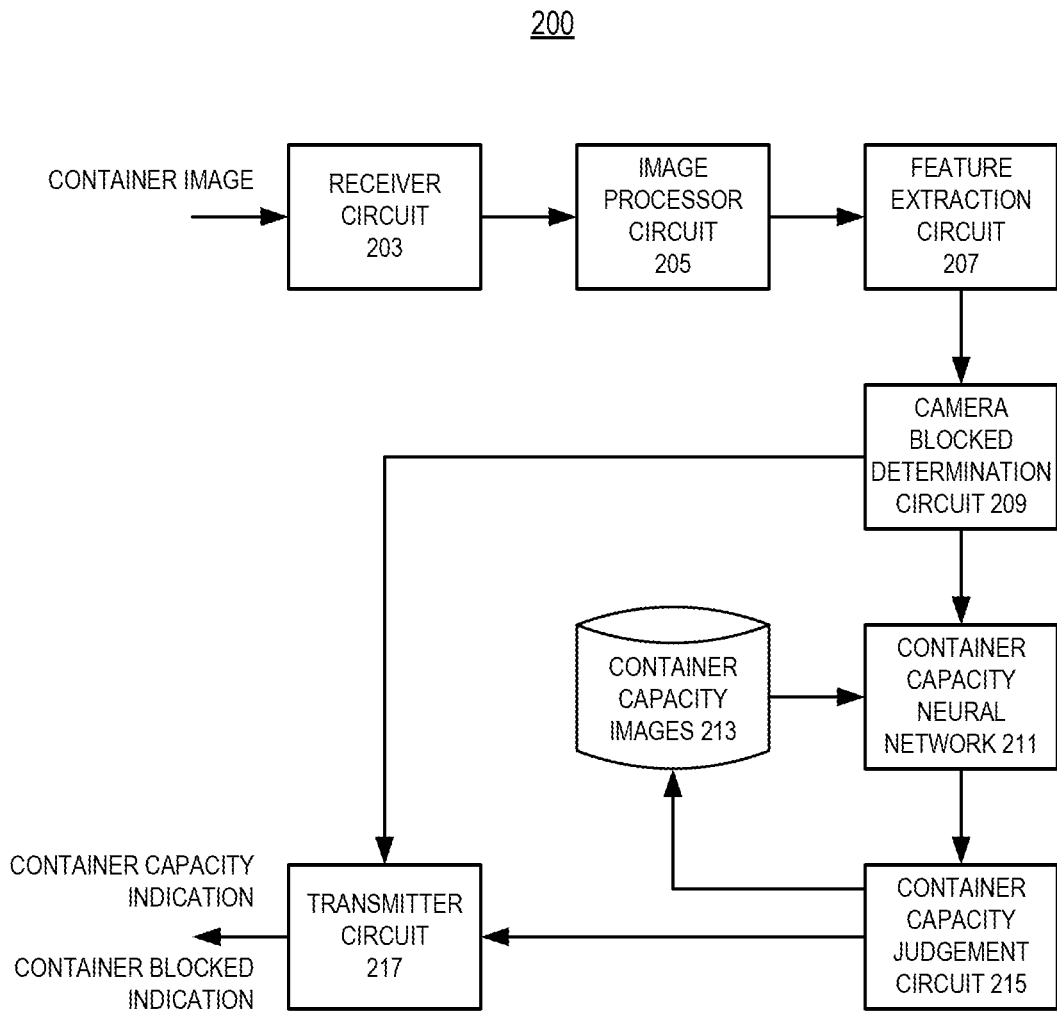 200
CONTAINER IMAGE
RECEIVER
CIRCUIT
203
IMAGE
PROCESSOR
CIRCUIT
205
FEATURE
EXTRACTION
CIRCUIT
207
CAMERA
BLOCKED
DETERMINATION
CIRCUIT 209
CONTAINER
CAPACITY
IMAGES 213
CONTAINER
CAPACITY
NEURAL
NETWORK 211
CONTAINER CAPACITY
INDICATION
CONTAINER BLOCKED
INDICATION
TRANSMITTER
CIRCUIT
217
CONTAINER
CAPACITY
JUDGEMENT
CIRCUIT 215